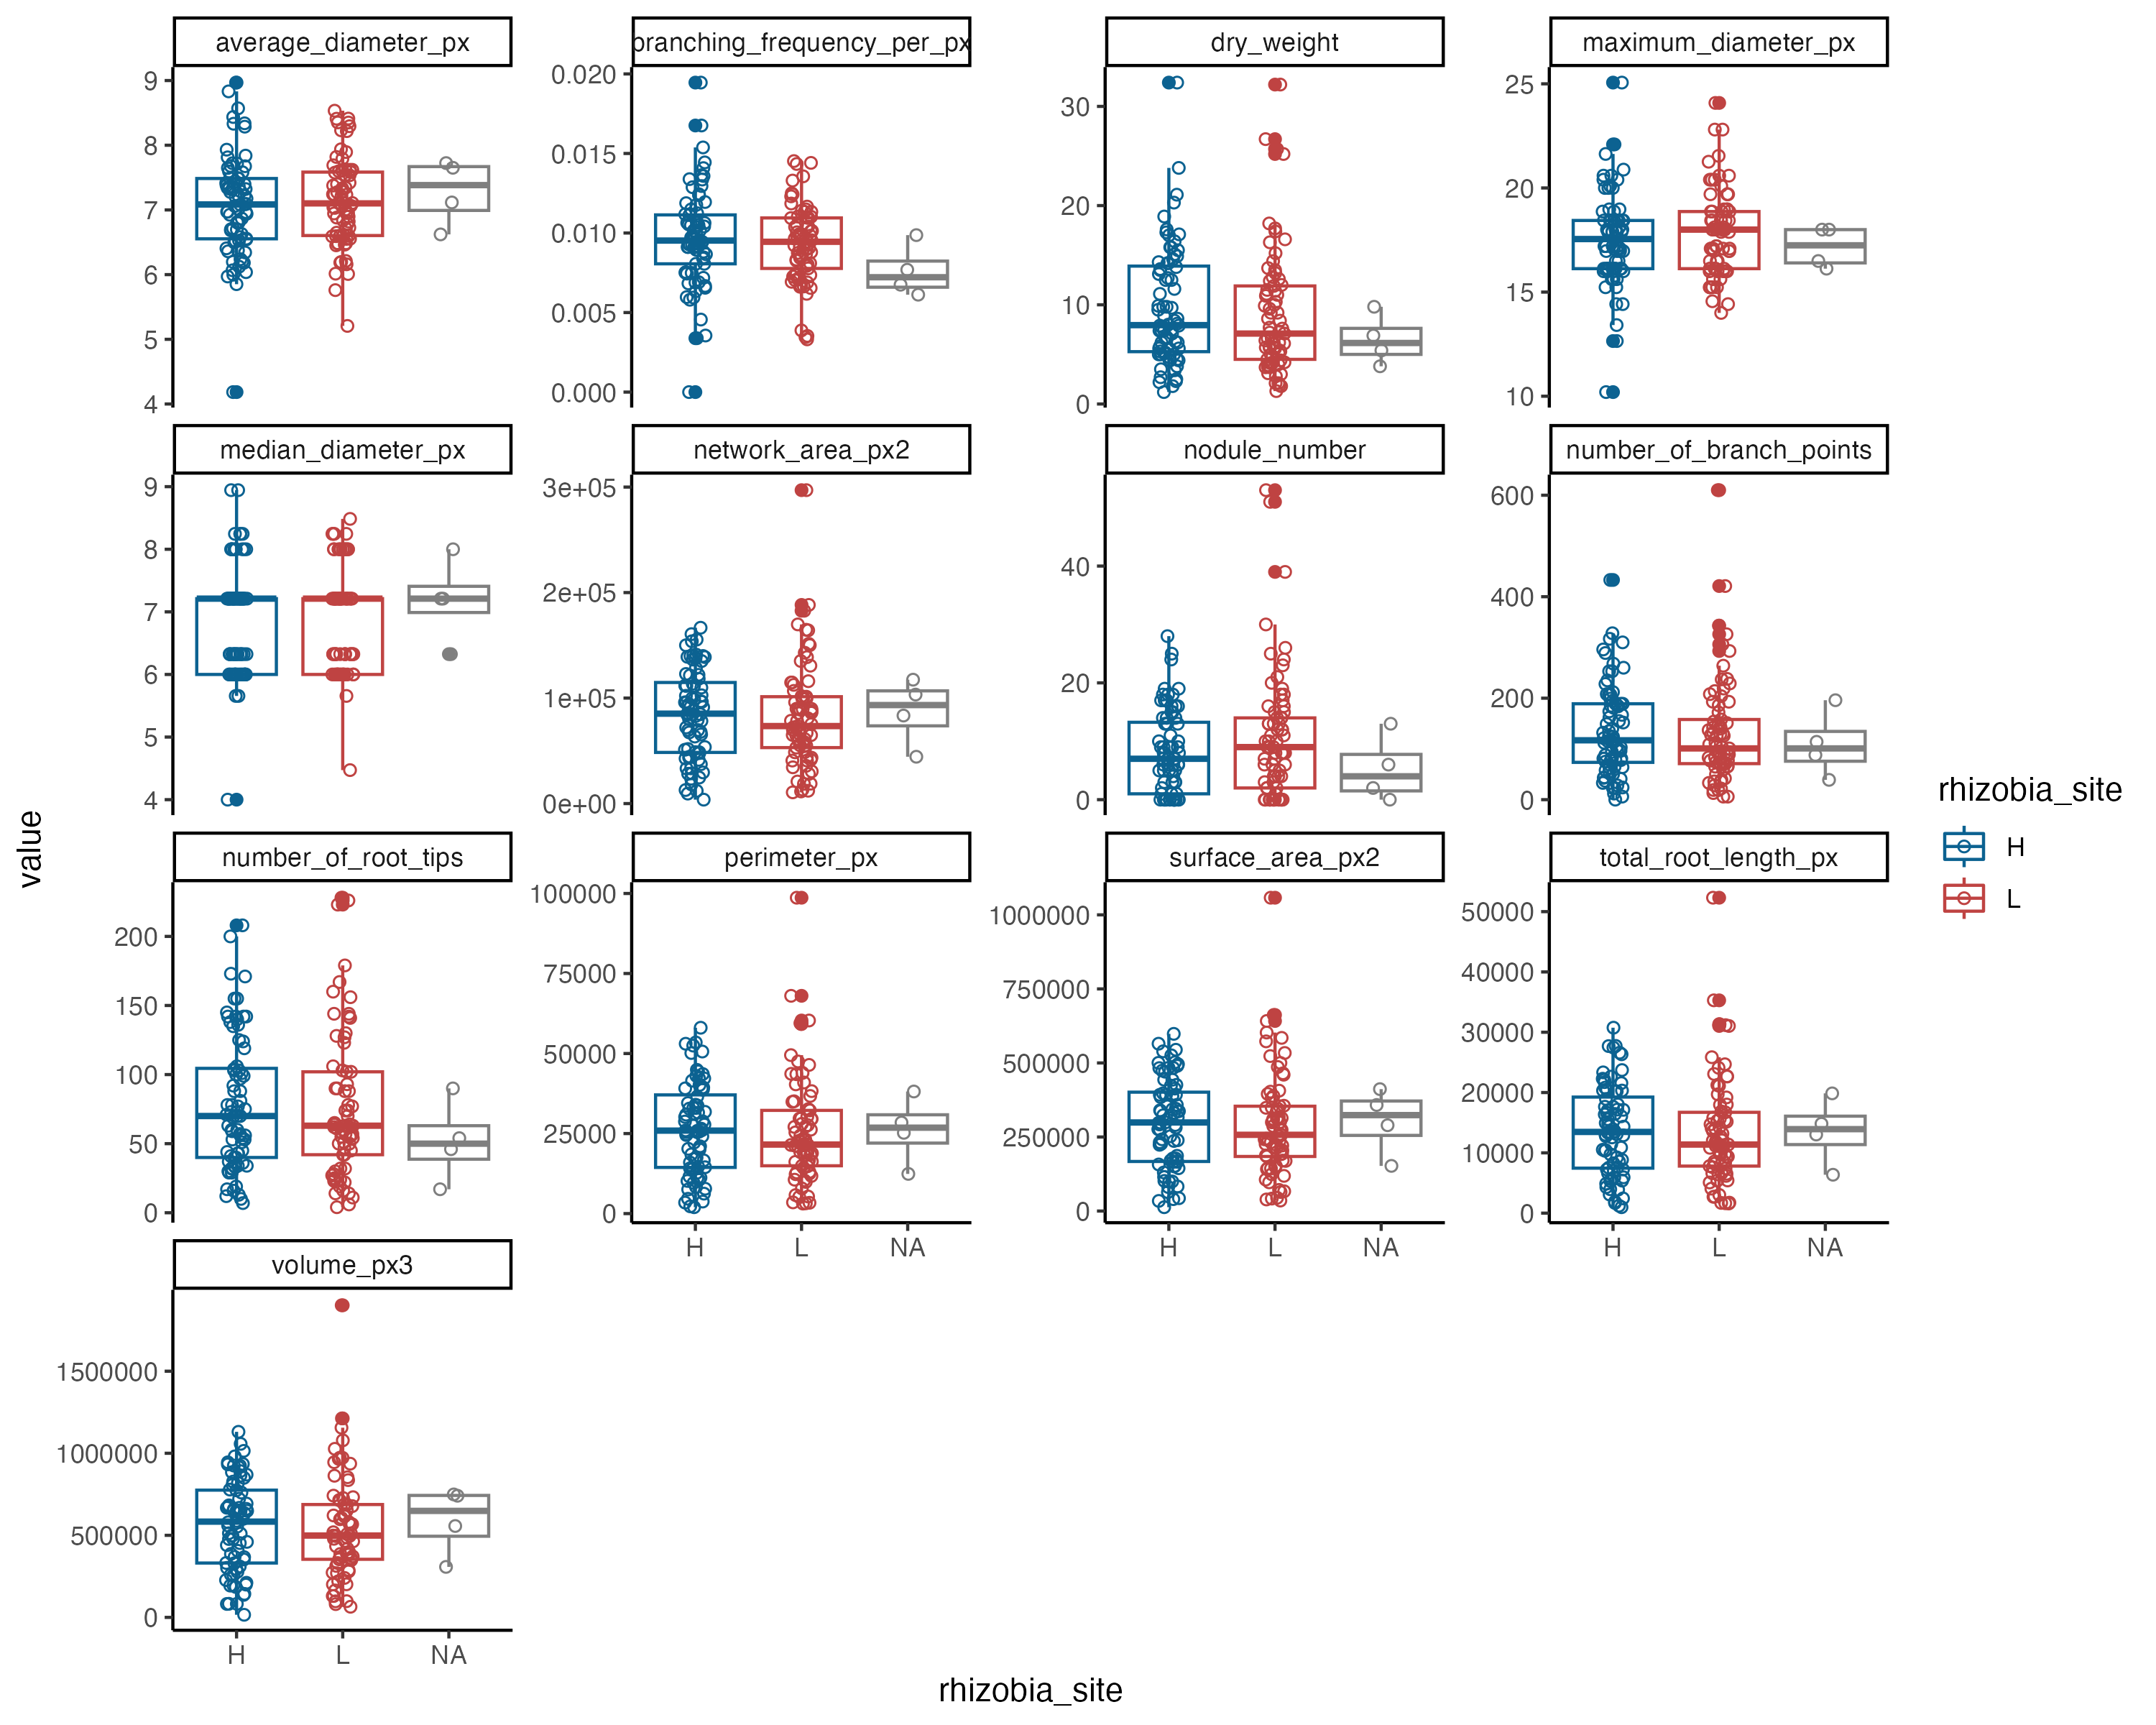 average_diameter_px
branching_frequency_per_px
dry_weight
maximum_diameter_px
9
8
7
6
5
4
0.020
0.015
0.010
0.005
0.000
30
20
10
0
25
20
15
10
median_diameter_px
network_area_px2
nodule_number
number_of_branch_points
9
8
7
6
5
4
3e+05
2e+05
1e+05
0e+00
40
20
0
600
400
200
0
number_of_root_tips
perimeter_px
surface_area_px2
total_root_length_px
200
150
100
50
0
100000
75000
50000
25000
0
1000000
750000
500000
250000
0
50000
40000
30000
20000
10000
0
H L NA
H L NA
H L NA
volume_px3
1500000
1000000
500000
0
H L NA
value
rhizobia_site
rhizobia_site
H
L